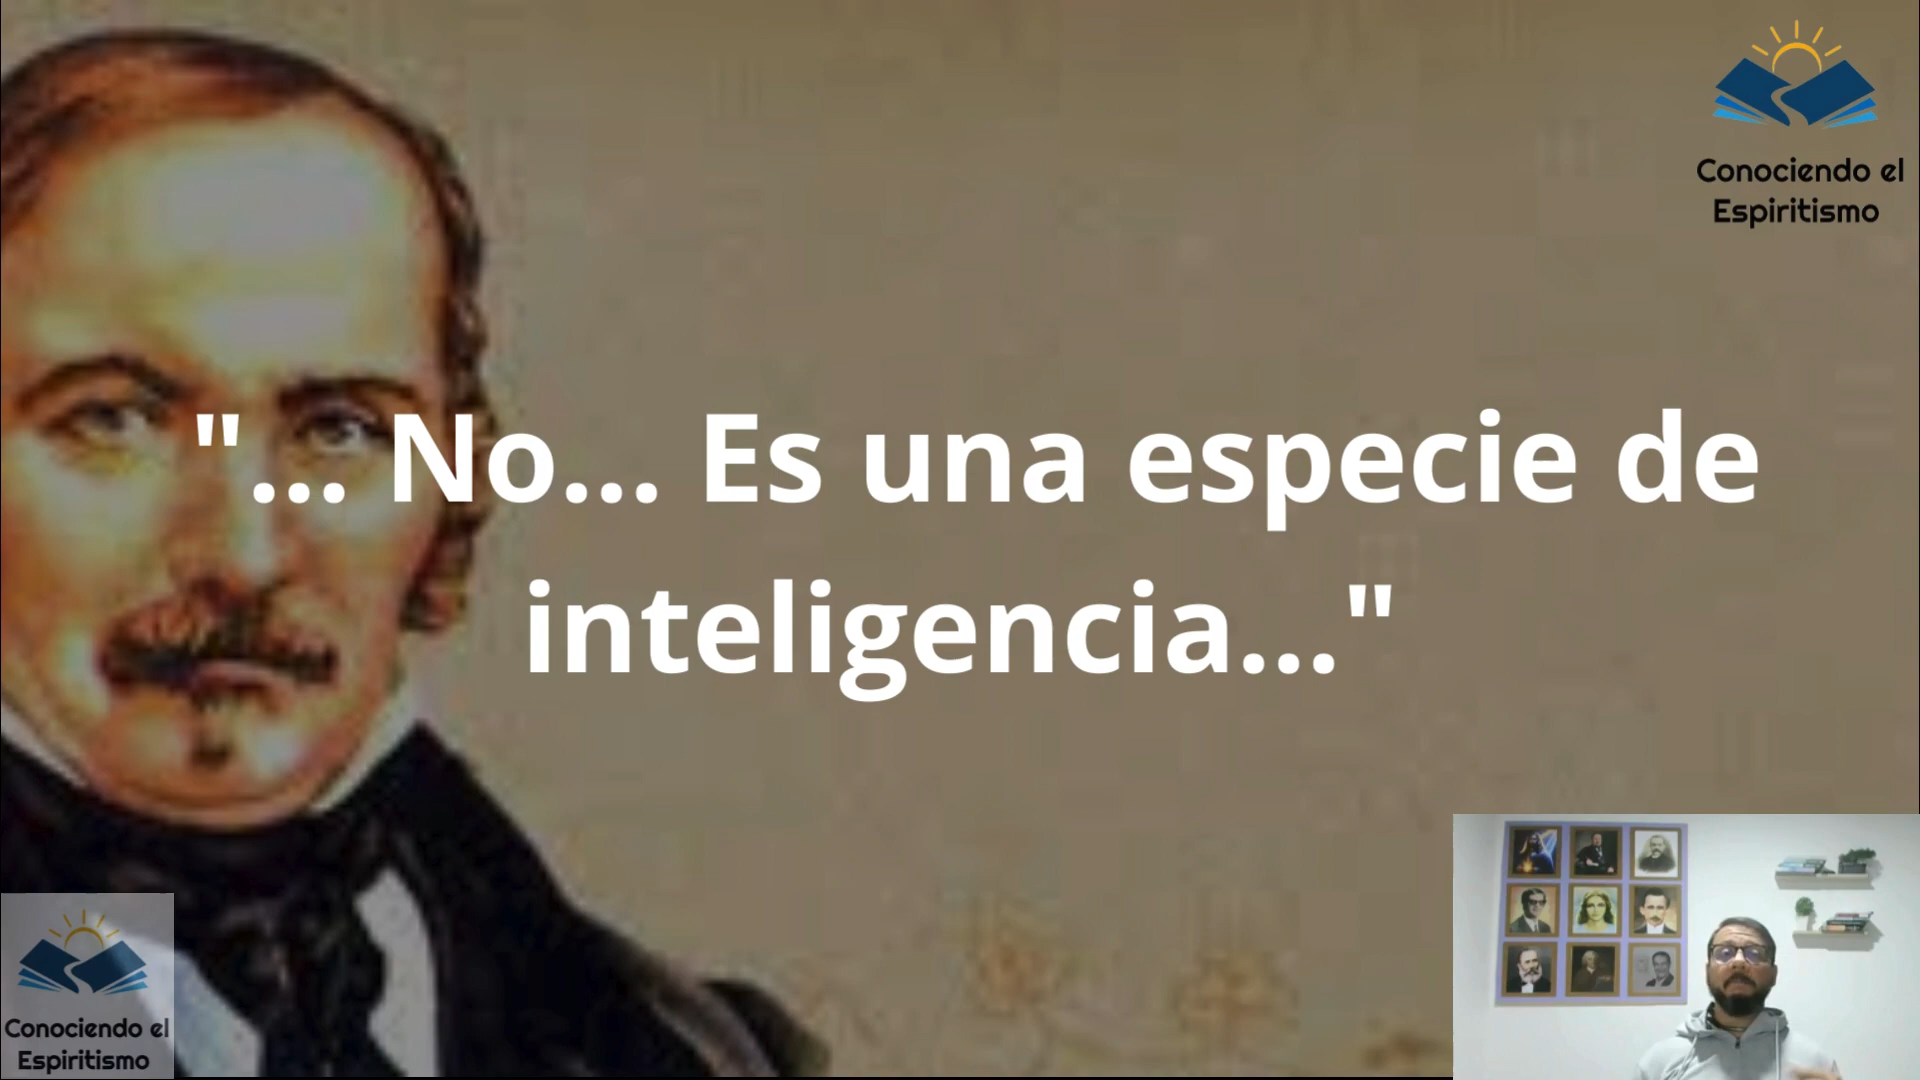 Conociendo el
Espiritismo
"... No... Es una especie de
inteligencia..."
Conociendo el
Espiritismo